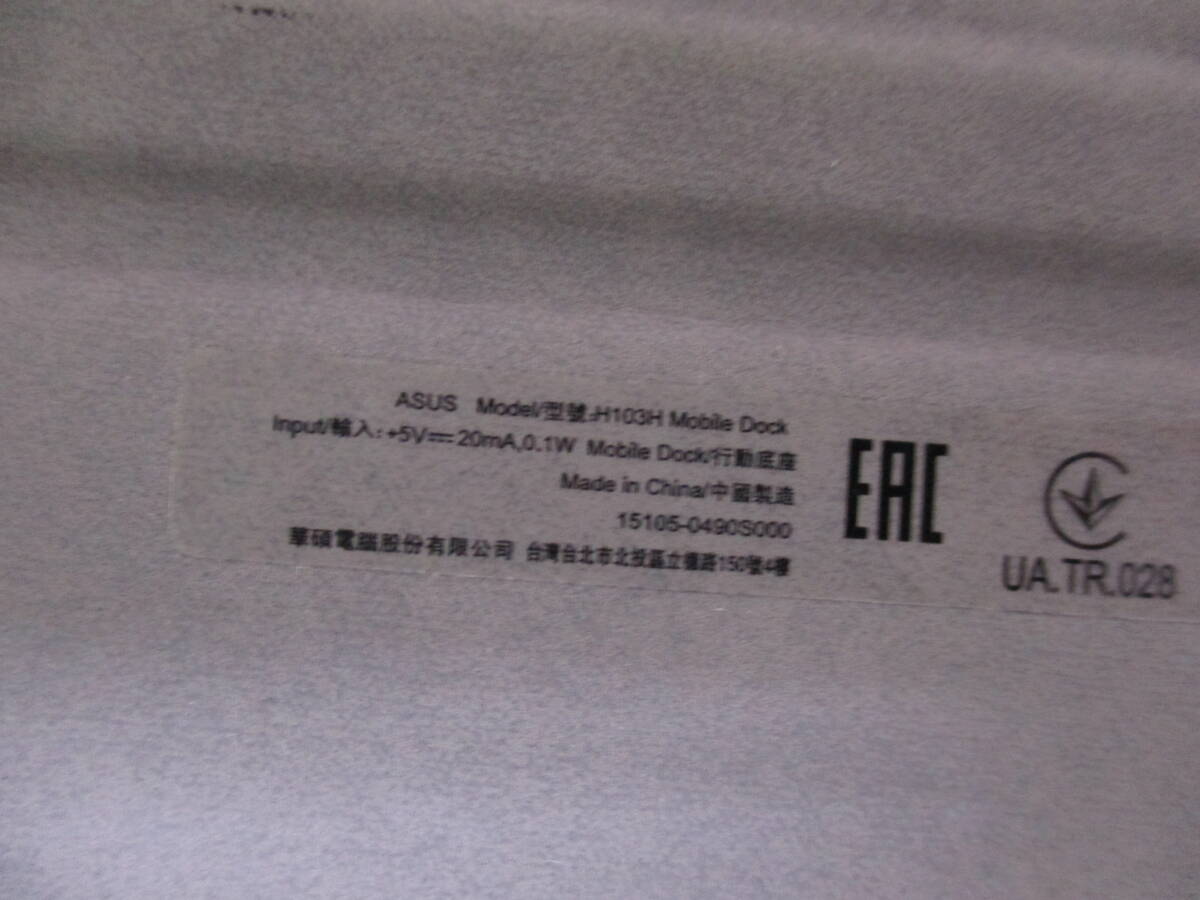 ASUS Model/型號:H103H Mobile Dock
Input/輸入: +5V⎓20mA,0.1W Mobile Dock/行動底座
Made in China/中國製造
15105-0490S000
華碩電腦股份有限公司 台灣台北市北投區立德路150號4樓
EAC
UA.TR.028